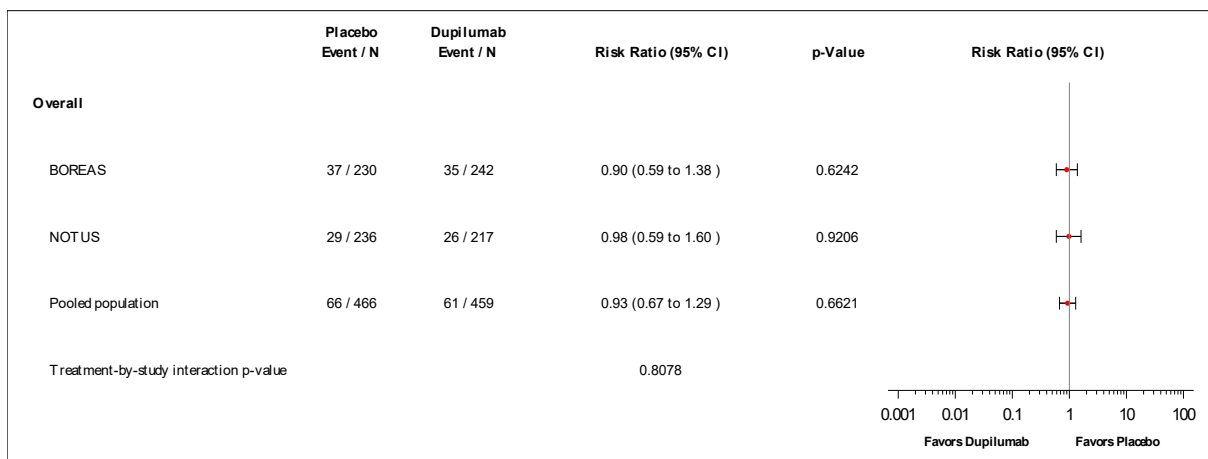 Placebo Dupilumab
Event / N Event / N Risk Ratio (95% CI) p-Value Risk Ratio (95% CI)
Overall
BOREAS 37 / 230 35 / 242 0.90 (0.59 to 1.38 ) 0.6242
NOTUS 29 / 236 26 / 217 0.98 (0.59 to 1.60 ) 0.9206
Pooled population 66 / 466 61 / 459 0.93 (0.67 to 1.29 ) 0.6621
Treatment-by-study interaction p-value 0.8078
0.001 0.01 0.1 1 10 100
Favors Dupilumab Favors Placebo